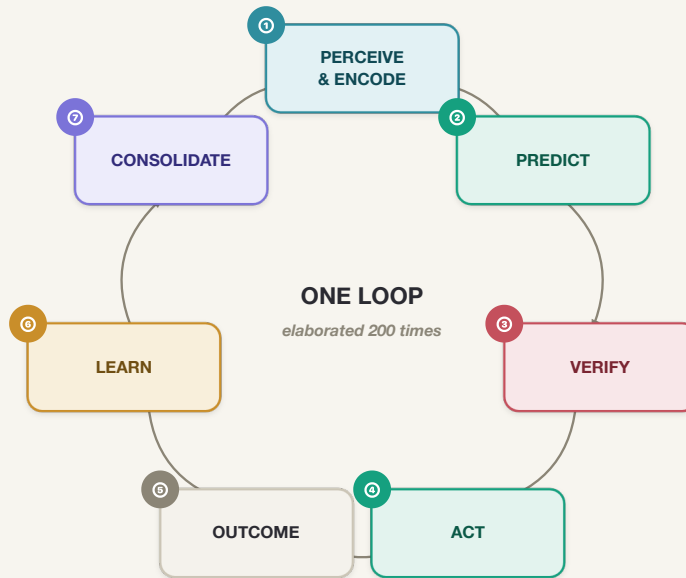 ①
PERCEIVE
& ENCODE
②
PREDICT
③
VERIFY
④
ACT
⑤
OUTCOME
⑥
LEARN
⑦
CONSOLIDATE
ONE LOOP
elaborated 200 times